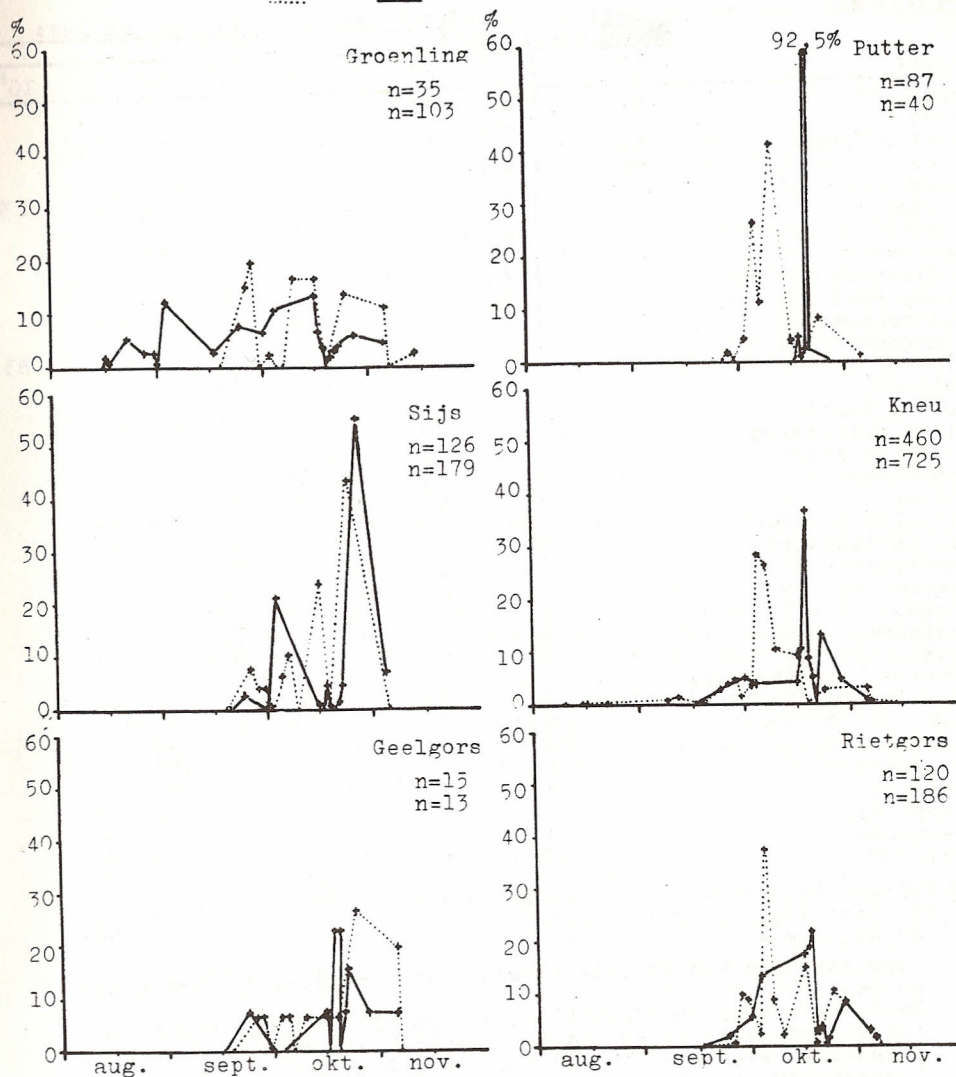 %
60
50
40
30
20
10
0
Groenling
n=35
n=103
%
60
50
40
30
20
10
0
92,5% Putter
n=87
n=40
60
50
40
30
20
10
0
Sijs
n=126
n=179
60
50
40
30
20
10
0
Kneu
n=460
n=725
60
50
40
30
20
10
0
Geelgors
n=15
n=13
aug. sept. okt. nov.
60
50
40
30
20
10
0
Rietgors
n=120
n=186
aug. sept. okt. nov.